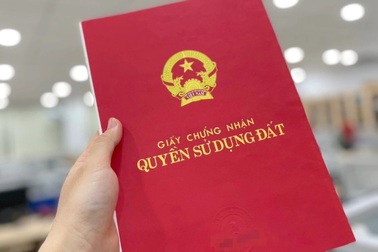 GIẤY CHỨNG NHẬN
QUYỀN SỬ DỤNG ĐẤT